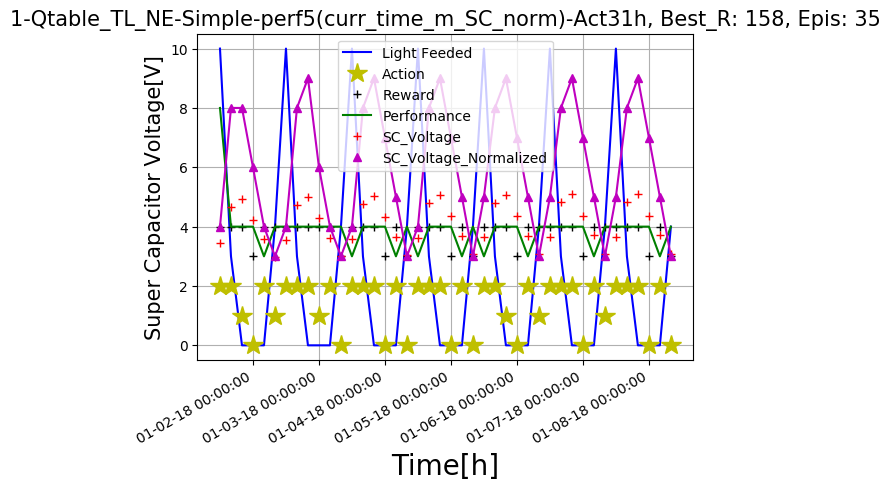 1-Qtable_TL_NE-Simple-perf5(curr_time_m_SC_norm)-Act31h, Best_R: 158, Epis: 35
Super Capacitor Voltage[V]
10
8
6
4
2
0
Light Feeded
Action
Reward
Performance
SC_Voltage
SC_Voltage_Normalized
01-02-18 00:00:00
01-03-18 00:00:00
01-04-18 00:00:00
01-05-18 00:00:00
01-06-18 00:00:00
01-07-18 00:00:00
01-08-18 00:00:00
Time[h]